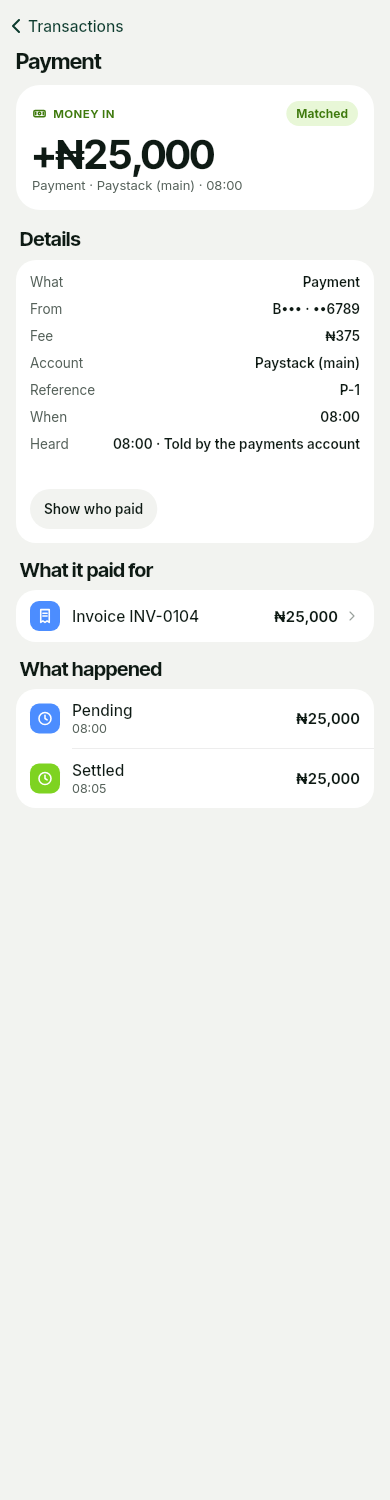 Transactions
Payment
MONEY IN
Matched
+₦25,000
Payment · Paystack (main) · 08:00
Details
What Payment
From B••• · ••6789
Fee ₦375
Account Paystack (main)
Reference P-1
When 08:00
Heard 08:00 · Told by the payments account
Show who paid
What it paid for
Invoice INV-0104 ₦25,000
What happened
Pending ₦25,000
08:00
Settled ₦25,000
08:05